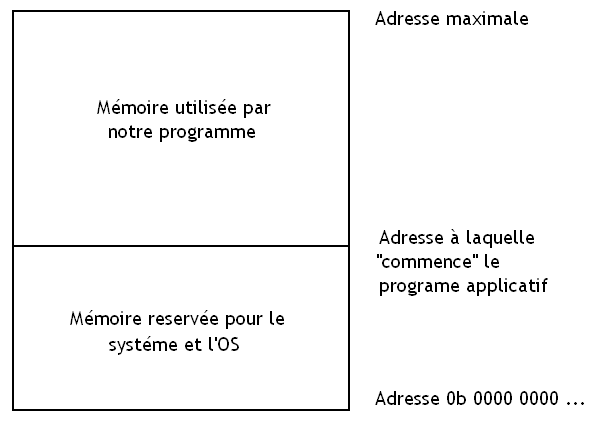 Adresse maximale
Mémoire utilisée par
notre programme
Adresse à laquelle
"commence" le
programe applicatif
Mémoire reservée pour le
systéme et l'OS
Adresse 0b 0000 0000 ...